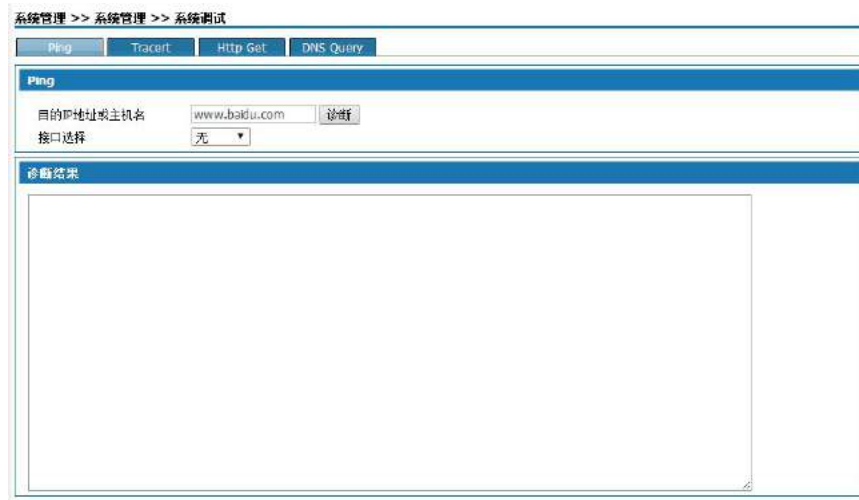 系统管理 >> 系统管理 >> 系统调试
Ping Tracert Http Get DNS Query
Ping
目的IP地址或主机名 www.baidu.com 诊断
接口选择 无
诊断结果